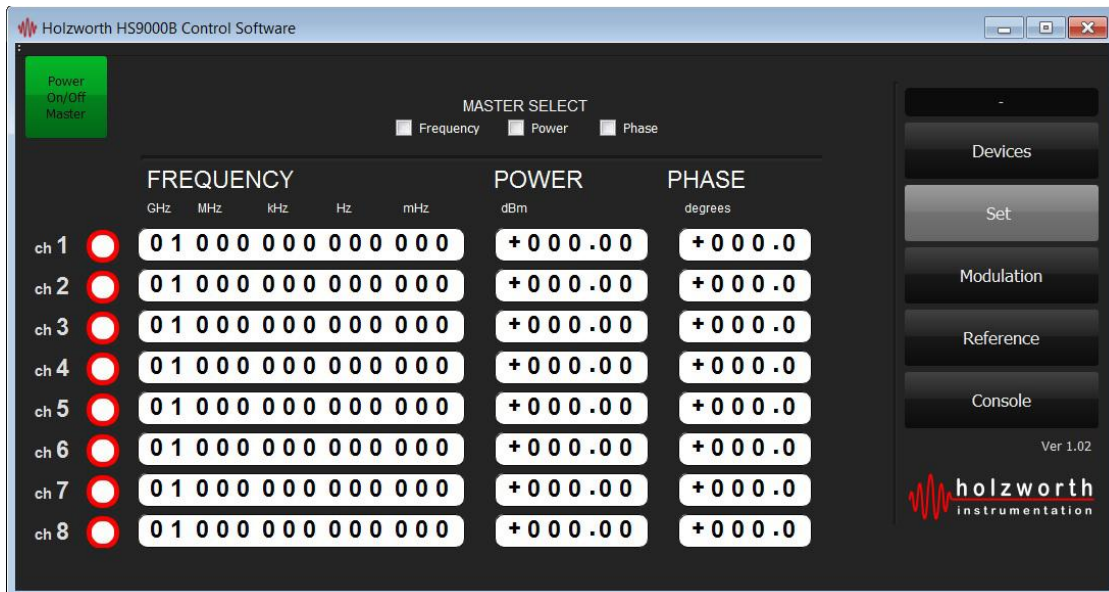 Holzworth HS9000B Control Software
Power
On/Off
Master
MASTER SELECT
Frequency Power Phase
FREQUENCY POWER PHASE
GHz MHz kHz Hz mHz dBm degrees
ch 1 01 000 000 000 000 +000.00 +000.0
ch 2 01 000 000 000 000 +000.00 +000.0
ch 3 01 000 000 000 000 +000.00 +000.0
ch 4 01 000 000 000 000 +000.00 +000.0
ch 5 01 000 000 000 000 +000.00 +000.0
ch 6 01 000 000 000 000 +000.00 +000.0
ch 7 01 000 000 000 000 +000.00 +000.0
ch 8 01 000 000 000 000 +000.00 +000.0
-
Devices
Set
Modulation
Reference
Console
Ver 1.02
holzworth
instrumentation